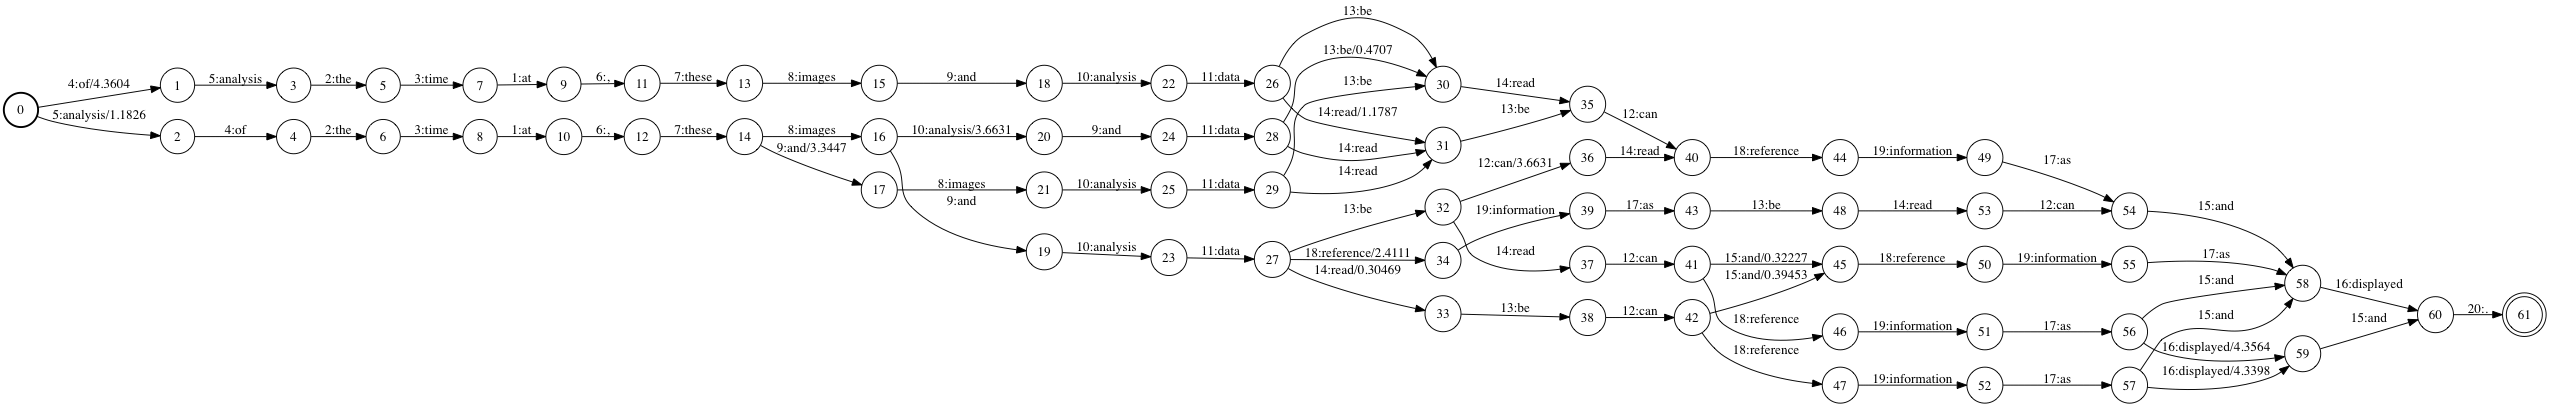 13:be
13:be/0.4707
4:of/4.3604 1 5:analysis 3 2:the 5 3:time 7 1:at 9 6:, 11 7:these 13 8:images 15 9:and 18 10:analysis 22 11:data 26 13:be 30 14:read 35
0 14:read/1.1787 13:be 12:can
5:analysis/1.1826 2 4:of 4 2:the 6 3:time 8 1:at 10 6:, 12 7:these 14 8:images 16 10:analysis/3.6631 20 9:and 24 11:data 28 14:read 31
9:and/3.3447 14:read 12:can/3.6631 36 14:read 40 18:reference 44 19:information 49 17:as
17 8:images 21 10:analysis 25 11:data 29
9:and 13:be 32 19:information 39 17:as 43 13:be 48 14:read 53 12:can 54 15:and
19 10:analysis 23 11:data 27 18:reference/2.4111 34 14:read 37 12:can 41 15:and/0.32227 45 18:reference 50 19:information 55 17:as
14:read/0.30469 15:and/0.39453 15:and 58 16:displayed
33 13:be 38 12:can 42 18:reference 46 19:information 51 17:as 56 15:and 15:and 60 20:. 61
18:reference 16:displayed/4.3564 59
47 19:information 52 17:as 57 16:displayed/4.3398